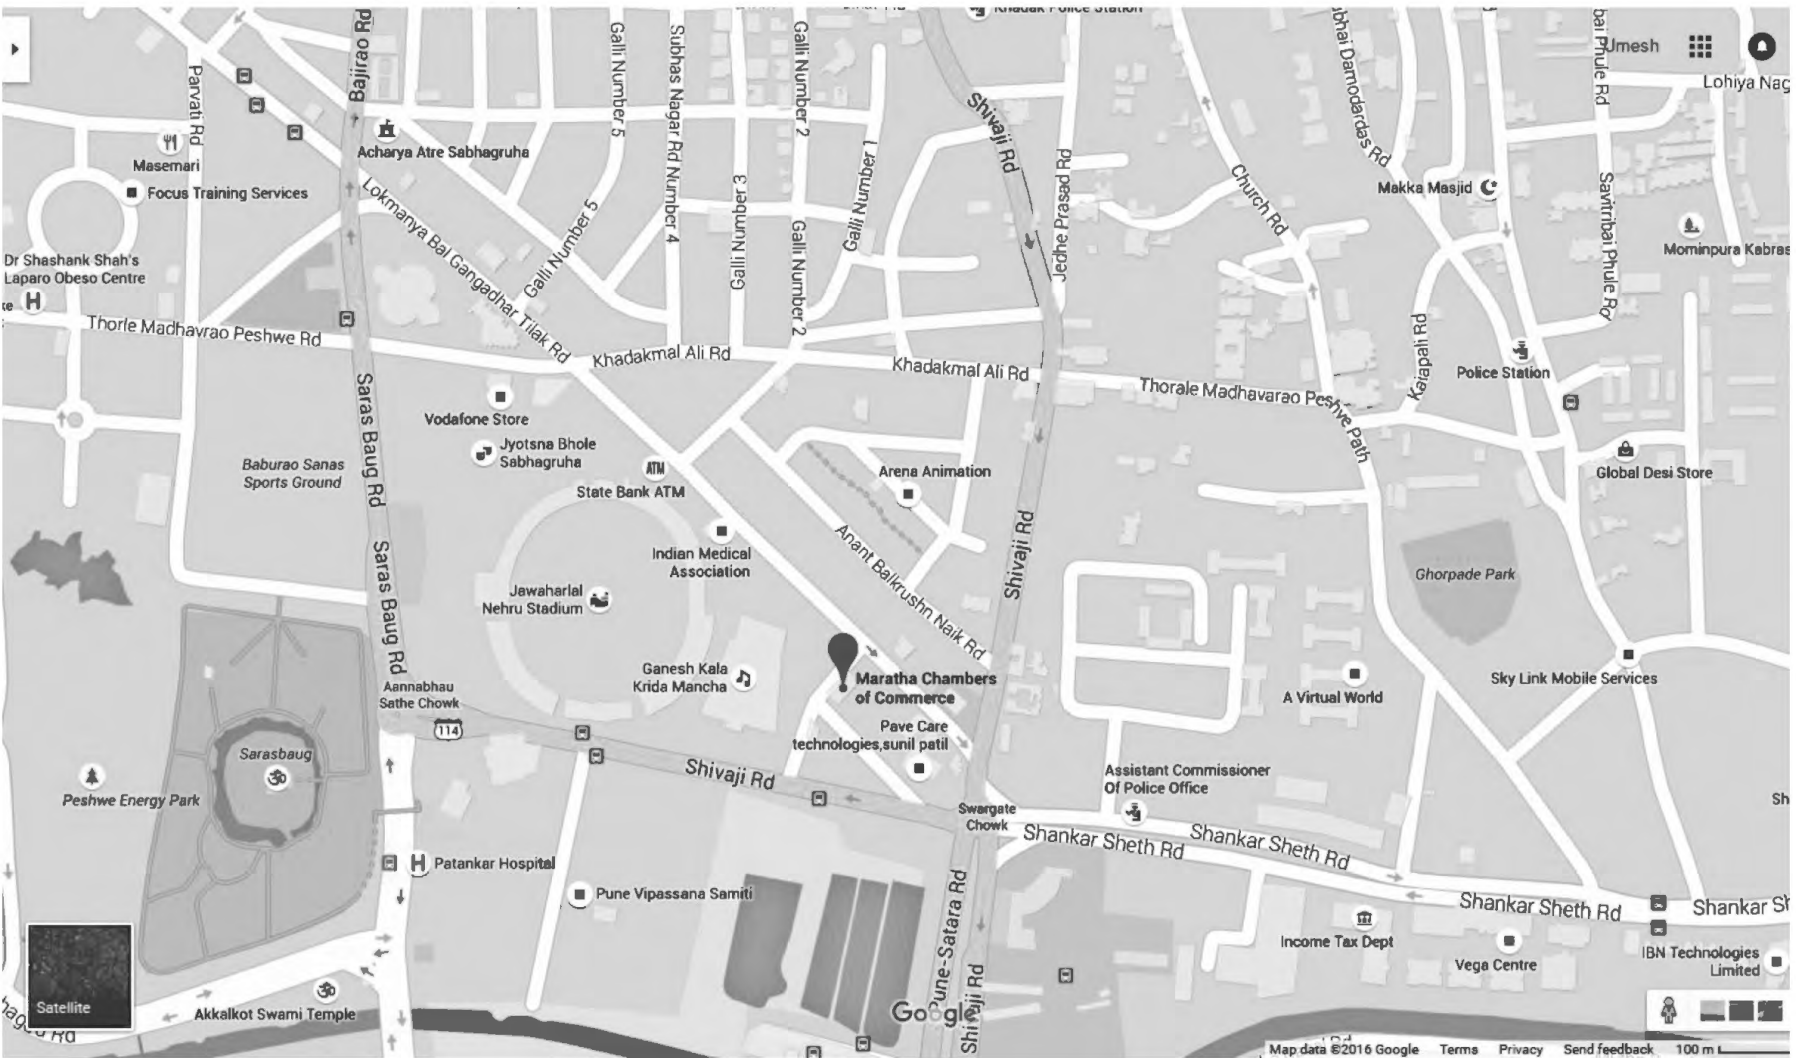 Khadak Police Station
Bajirao Rd
Galli Number 5
Subhas Nagar Rd Number 4
Galli Number 3
Galli Number 2
Umesh
Lohiya Nag
Parvati Rd
Shivaji Rd
Savitribai Phule Rd
Masemari
Acharya Atre Sabhagruha
Galli Number 1
Jedhe Prasad Rd
Church Rd
Makka Masjid
Focus Training Services
Lokmanya Bal Gangadhar Tilak Rd
Galli Number 5
Galli Number 2
Mominpura Kabras
Dr Shashank Shah's
Laparo Obeso Centre
Thorle Madhavrao Peshwe Rd
Khadakmal Ali Rd
Khadakmal Ali Rd
Thorale Madhavarao Peshve Path
Police Station
Vodafone Store
Saras Baug Rd
Jyotsna Bhole
Sabhagruha
Baburao Sanas
Sports Ground
ATM
State Bank ATM
Arena Animation
Global Desi Store
Indian Medical
Association
Anant Balkrushn Naik Rd
Shivaji Rd
Ghorpade Park
Saras Baug Rd
Jawaharlal
Nehru Stadium
Ganesh Kala
Krida Mancha
Maratha Chambers
of Commerce
A Virtual World
Sky Link Mobile Services
Aannabhau
Sathe Chowk
114
Pave Care
technologies,sunil patil
Sarasbaug
Shivaji Rd
Assistant Commissioner
Of Police Office
Peshwe Energy Park
Sh
Swargate
Chowk
Shankar Sheth Rd
Shankar Sheth Rd
Patankar Hospital
Pune Vipassana Samiti
Pune-Satara Rd
Shankar Sheth Rd
Shankar Sh
Income Tax Dept
Vega Centre
IBN Technologies
Limited
Satellite
Akkalkot Swami Temple
Google
Shivaji Rd
Map data ©2016 Google
Terms
Privacy
Send feedback
100 m